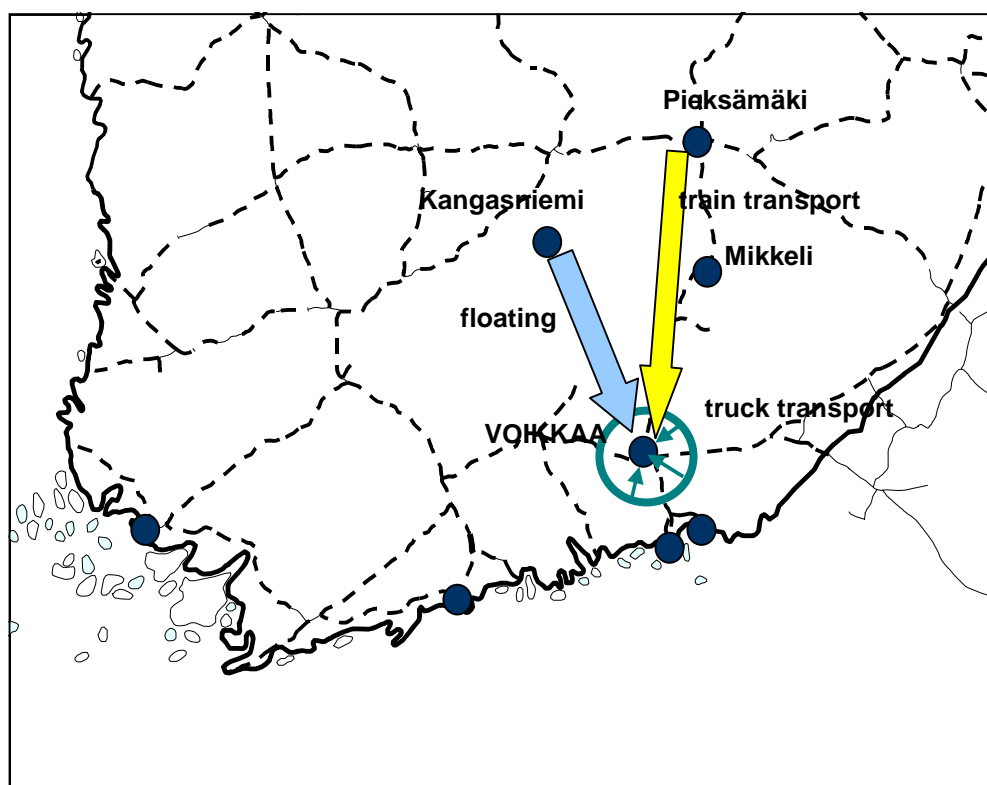 Pieksämäki
Kangasniemi
train transport
Mikkeli
floating
truck transport
VOIKKAA